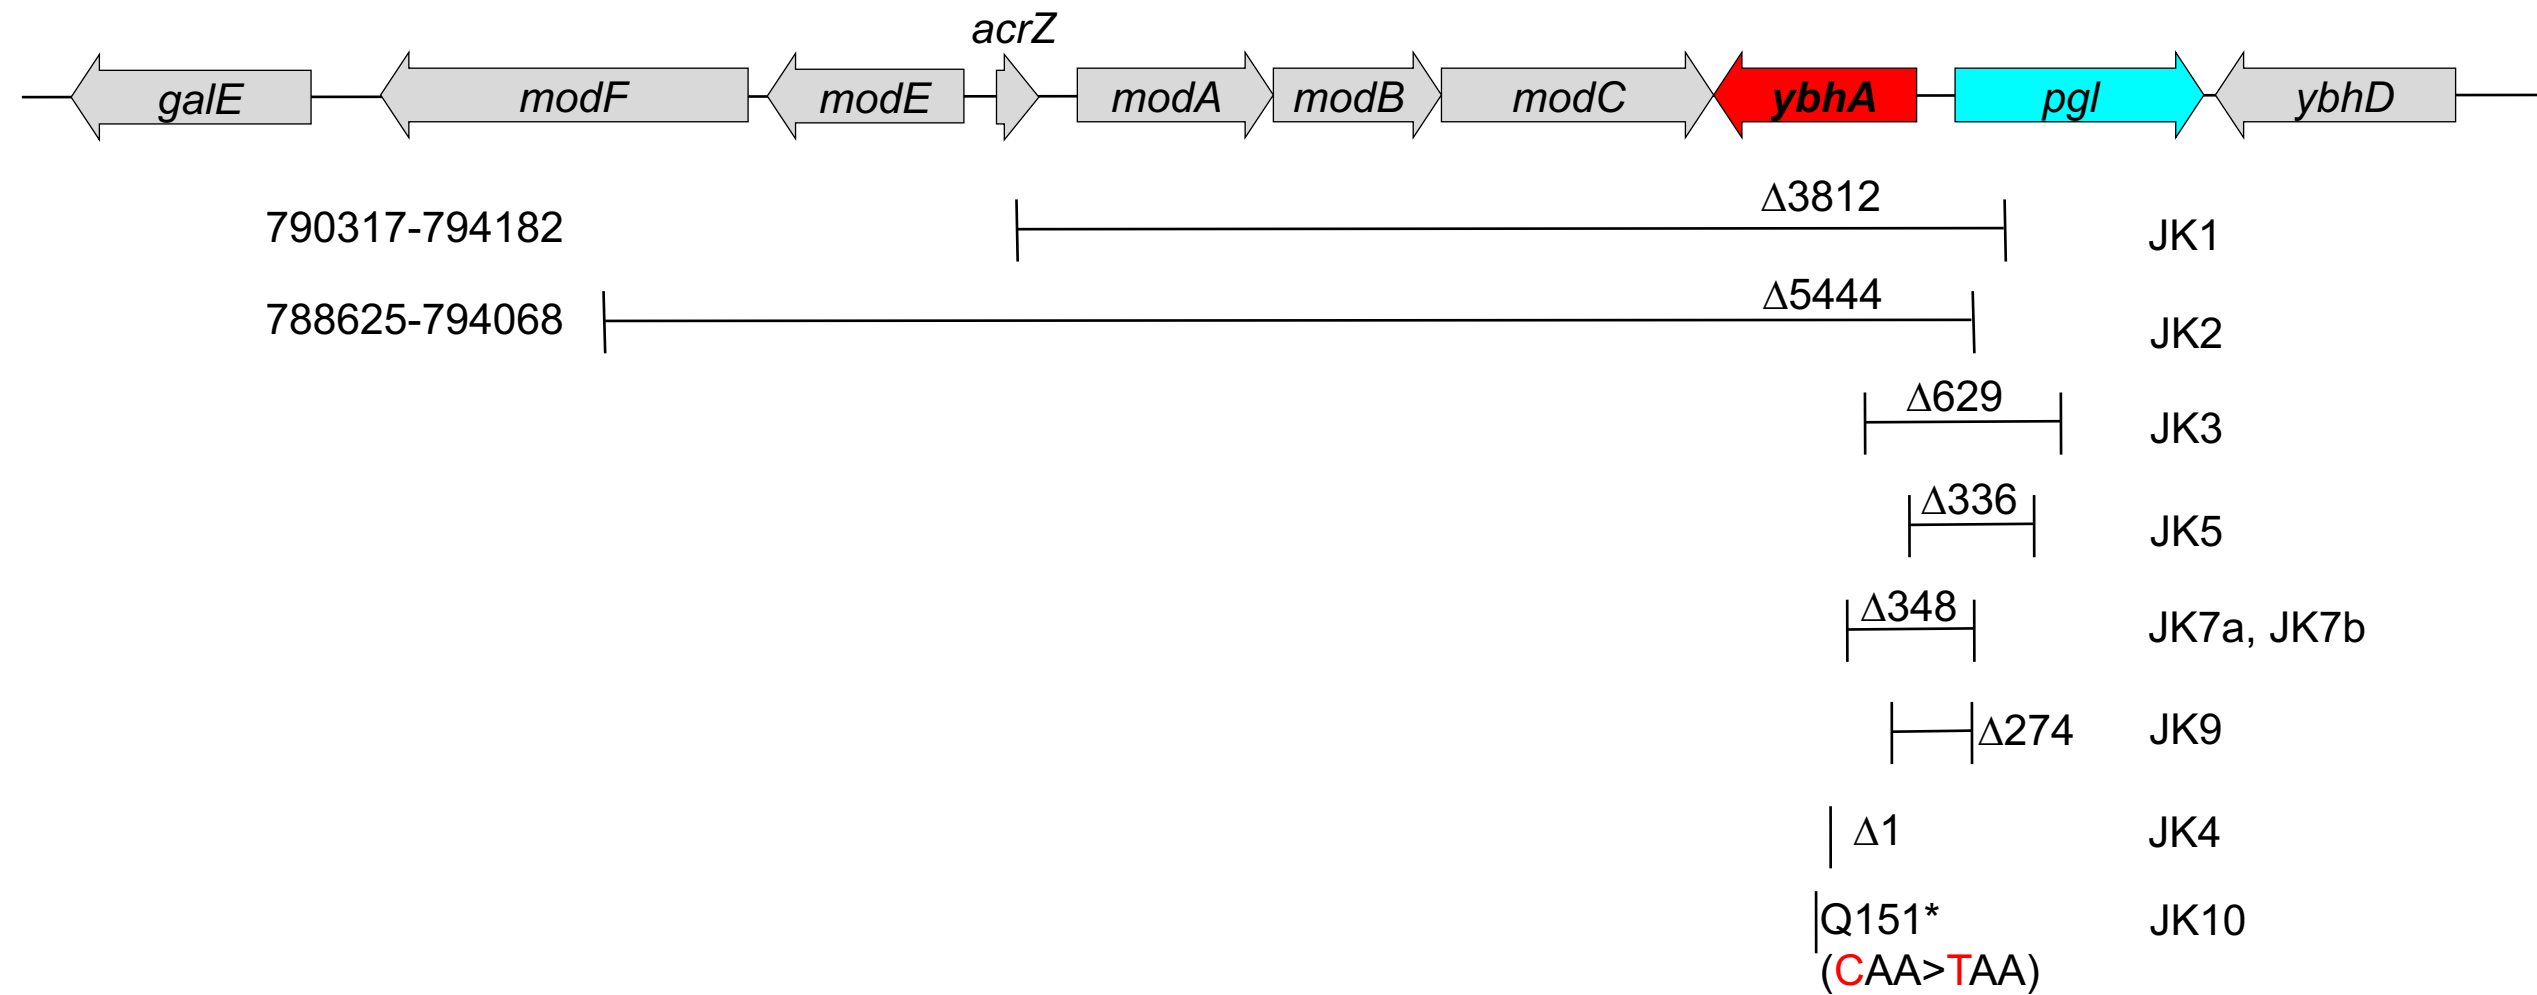 acrZ
galE modF modE modA modB modC ybhA pgl ybhD
790317-794182 Δ3812 JK1
788625-794068 Δ5444 JK2
Δ629 JK3
Δ336 JK5
Δ348 JK7a, JK7b
Δ274 JK9
Δ1 JK4
Q151* JK10
(CAA>TAA)